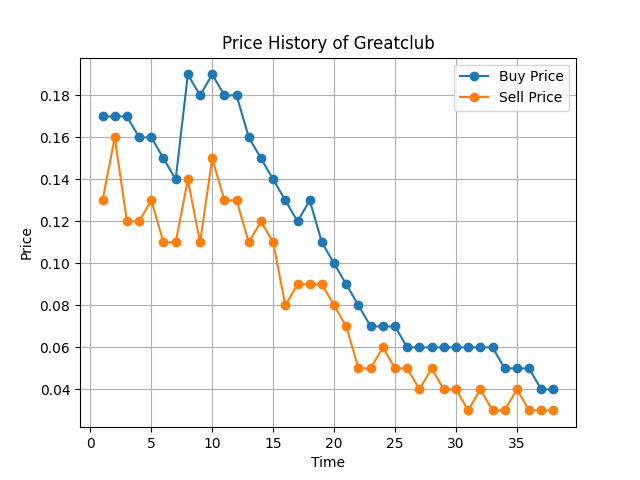 Price History of Greatclub
Buy Price
Sell Price
0.18
0.16
0.14
0.12
0.10
0.08
0.06
0.04
Price
0 5 10 15 20 25 30 35
Time